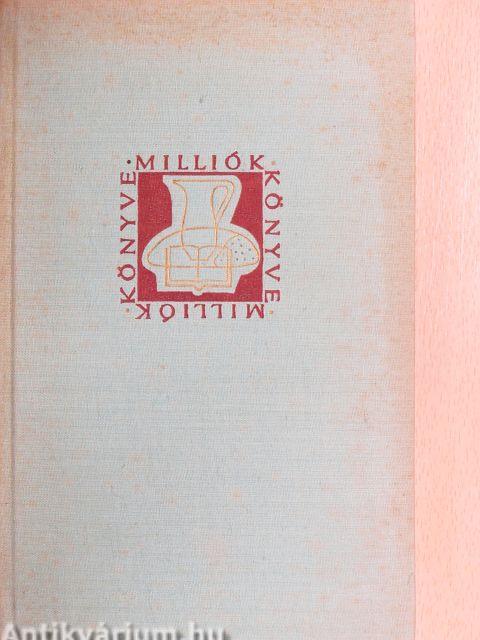 · MILLIÓK ·
KÖNYVE
· MILLIÓK ·
KÖNYVE
Antikvárium.hu